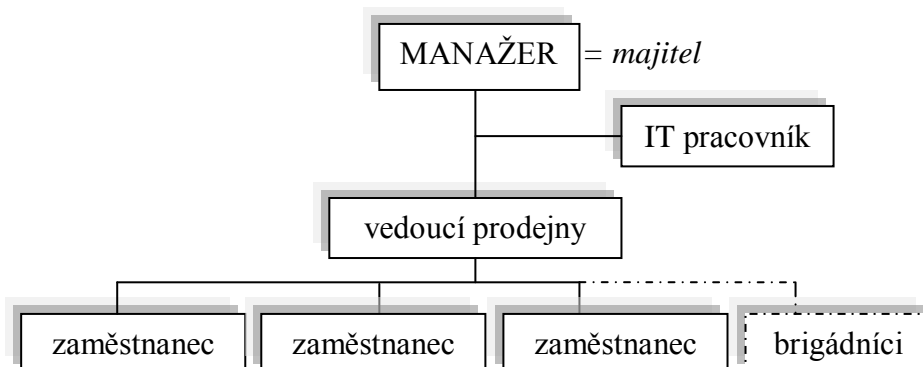 MANAŽER = majitel
IT pracovník
vedoucí prodejny
zaměstnanec zaměstnanec zaměstnanec brigádníci